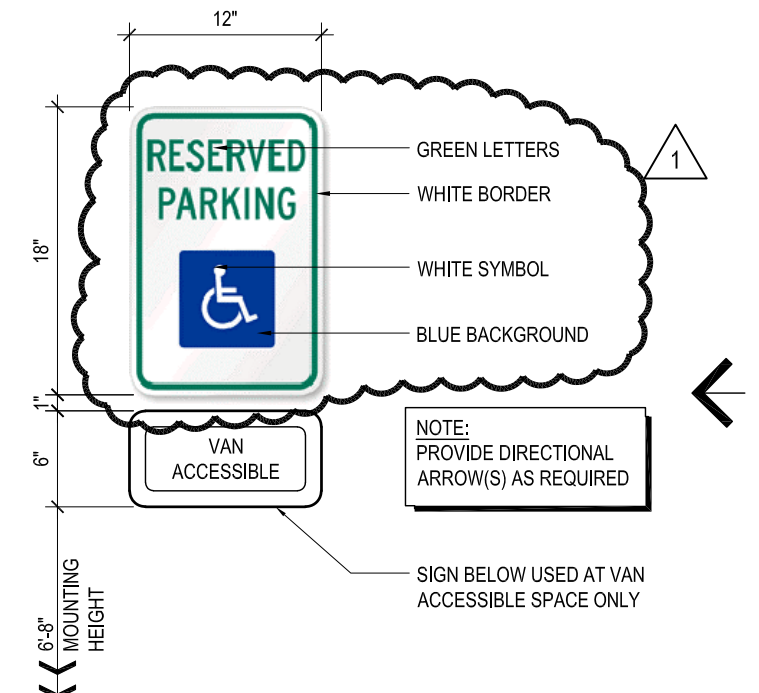 12"
RESERVED
PARKING
GREEN LETTERS
WHITE BORDER
WHITE SYMBOL
BLUE BACKGROUND
1
18"
1"
6"
VAN
ACCESSIBLE
NOTE:
PROVIDE DIRECTIONAL
ARROW(S) AS REQUIRED
SIGN BELOW USED AT VAN
ACCESSIBLE SPACE ONLY
6'-8"
MOUNTING
HEIGHT